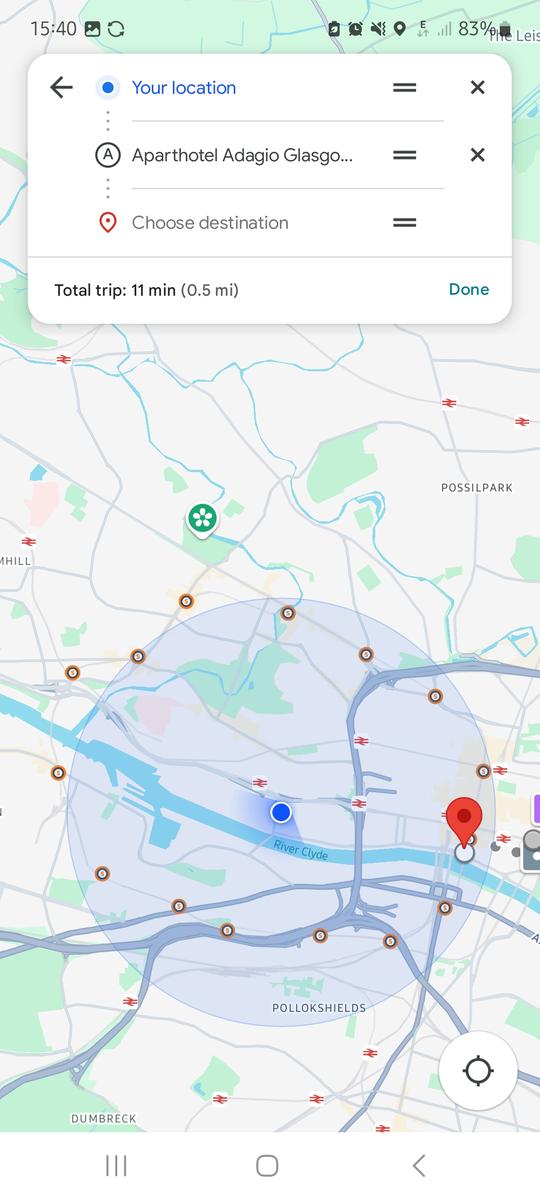 15:40
E
83%
The Leis
Your location
A
Aparthotel Adagio Glasgo...
Choose destination
Total trip: 11 min (0.5 mi)
Done
POSSILPARK
MHILL
River Clyde
POLLOKSHIELDS
DUMBRECK